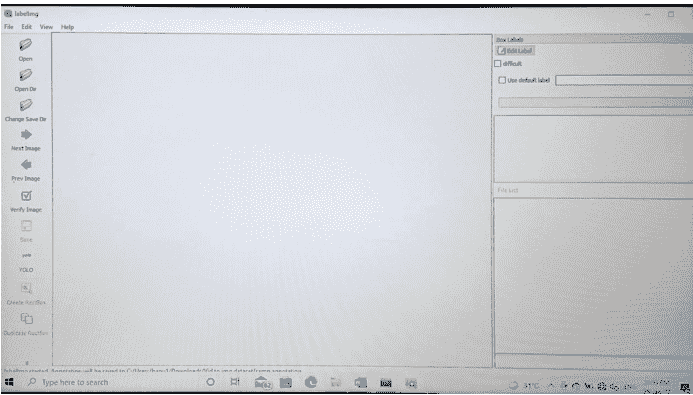 labelImg
File Edit View Help
Open
Open Dir
Change Save Dir
Next Image
Prev Image
Verify Image
Save
YOLO
Create RectBox
Duplicate RectBox
Box Labels
Edit Label
difficult
Use default label
File List
Type here to search
31°C